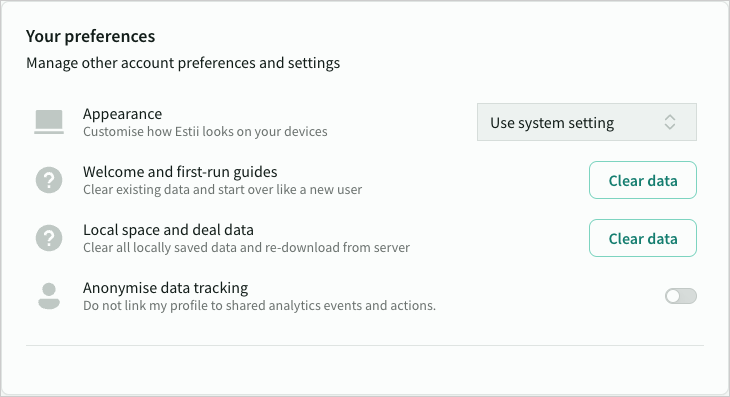 Your preferences
Manage other account preferences and settings
Appearance
Customise how Estii looks on your devices
Use system setting
Welcome and first-run guides
Clear existing data and start over like a new user
Clear data
Local space and deal data
Clear all locally saved data and re-download from server
Clear data
Anonymise data tracking
Do not link my profile to shared analytics events and actions.